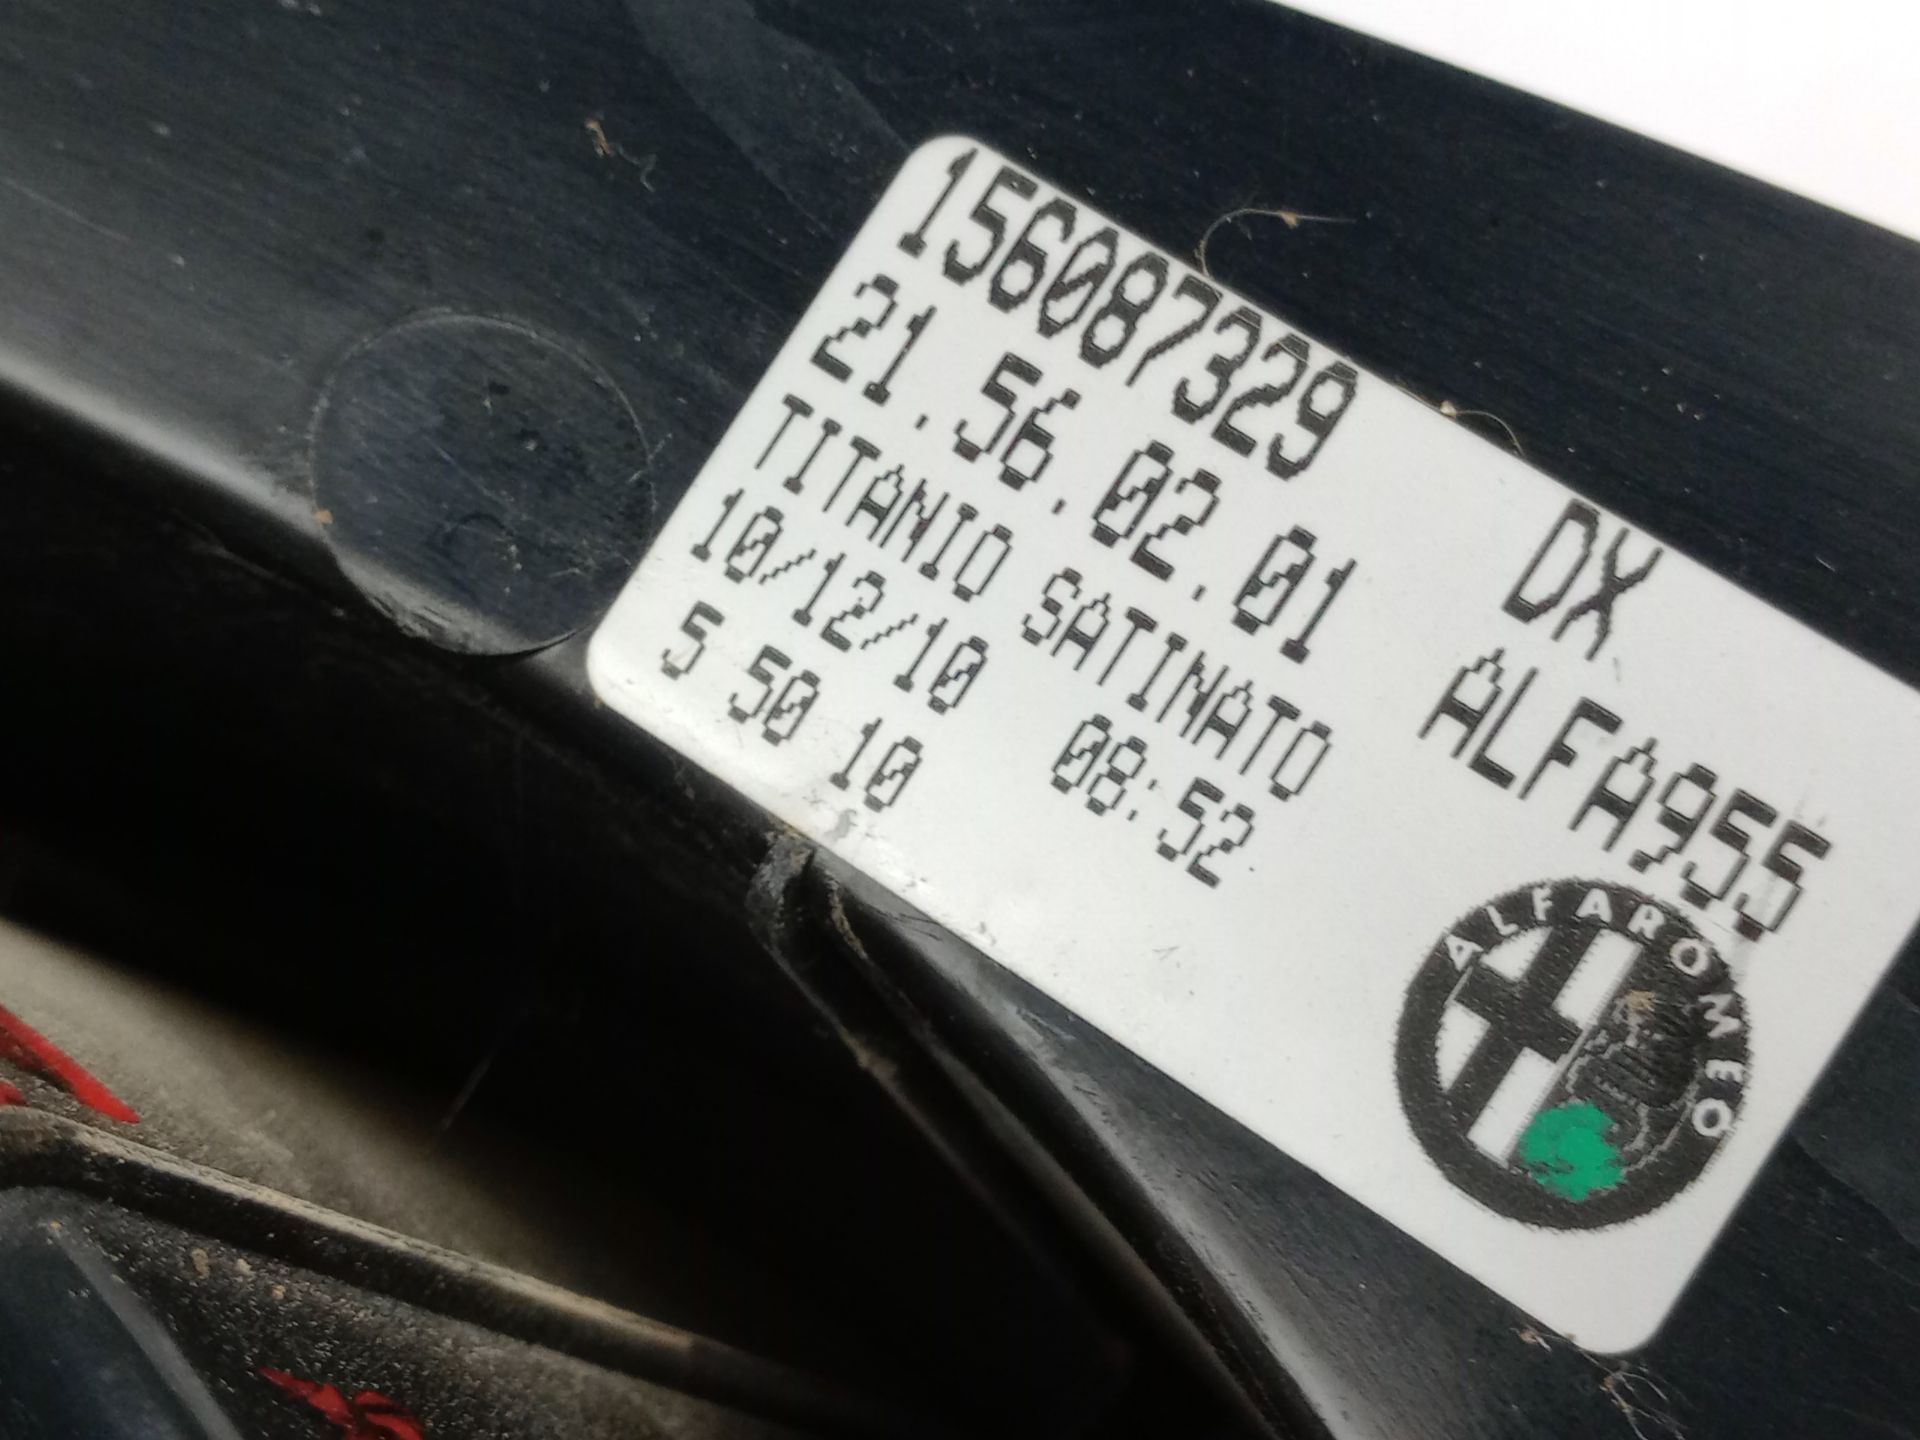 156087329 DX
21.56.02.01 ALFA955
TITANIO SATINATO
10/12/10 08:52
5 50 10
ALFA ROMEO